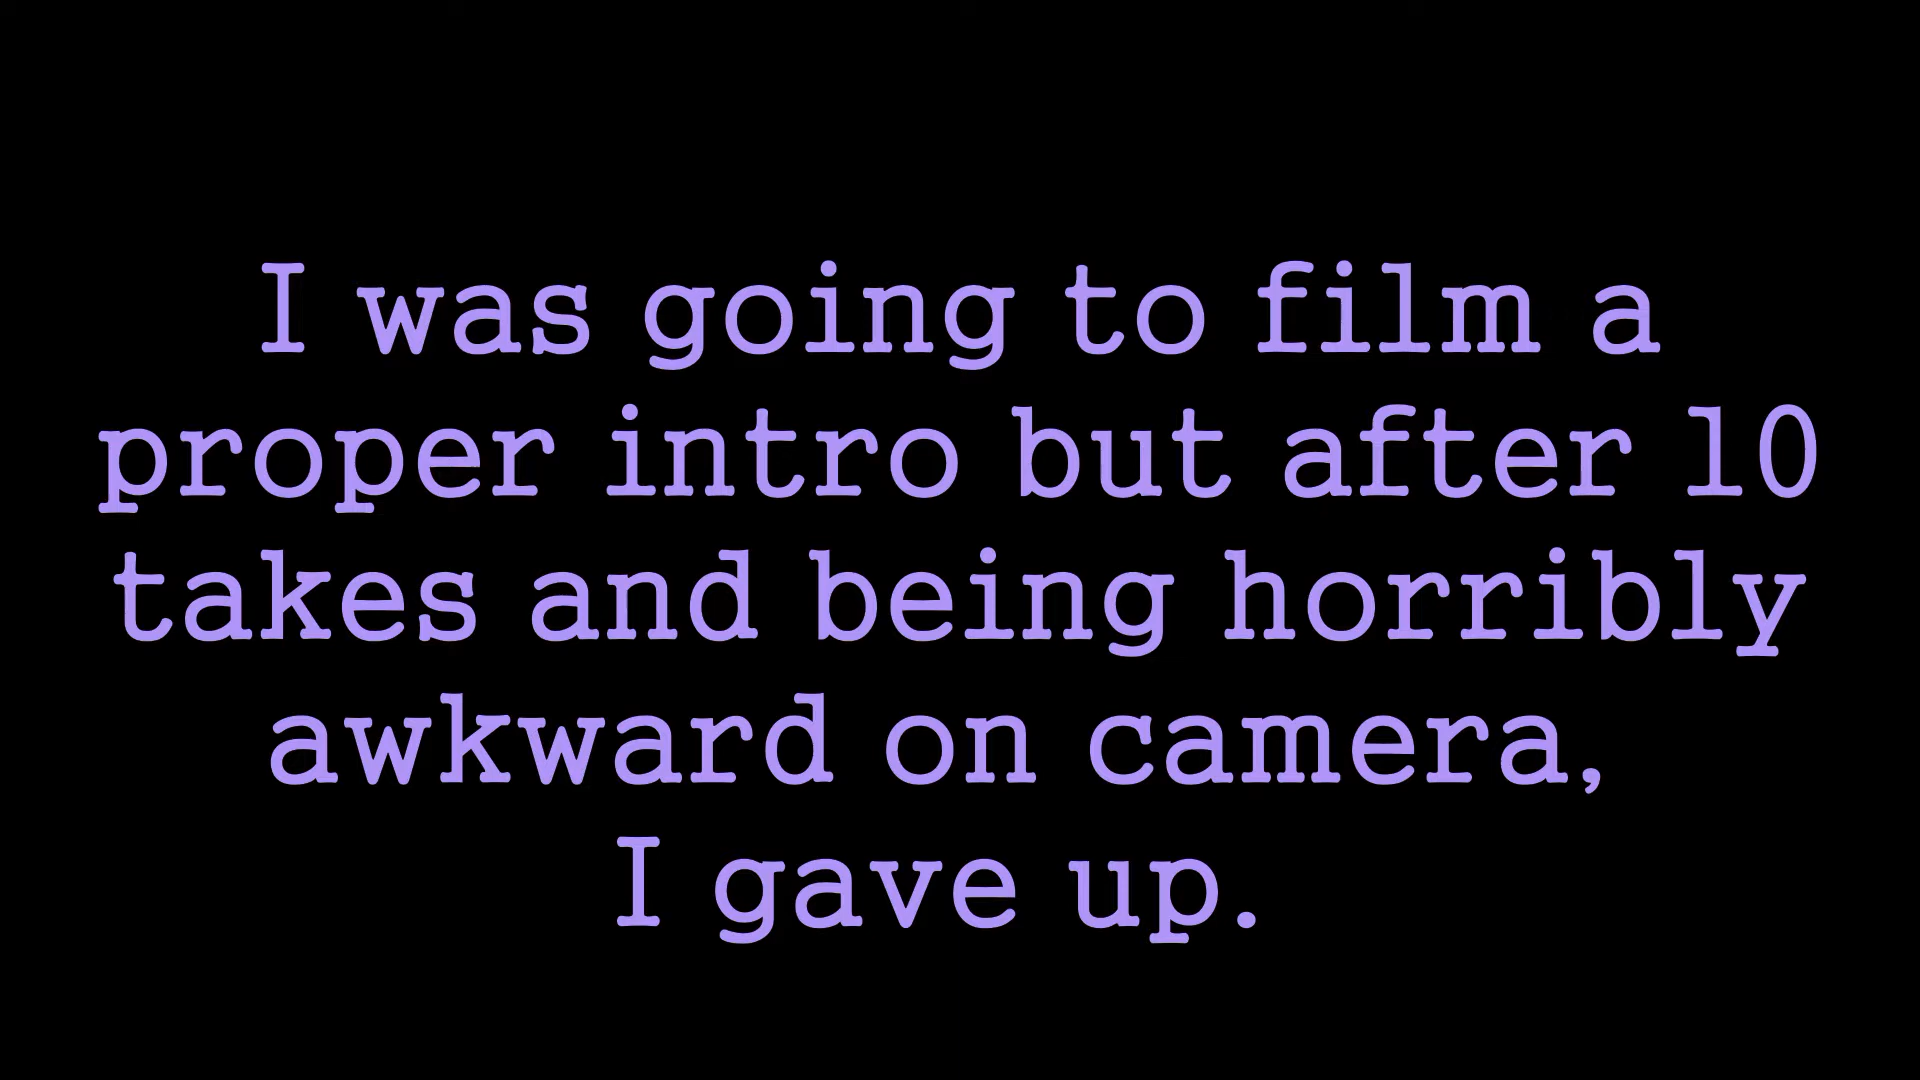 I was going to film a
proper intro but after 10
takes and being horribly
awkward on camera,
I gave up.